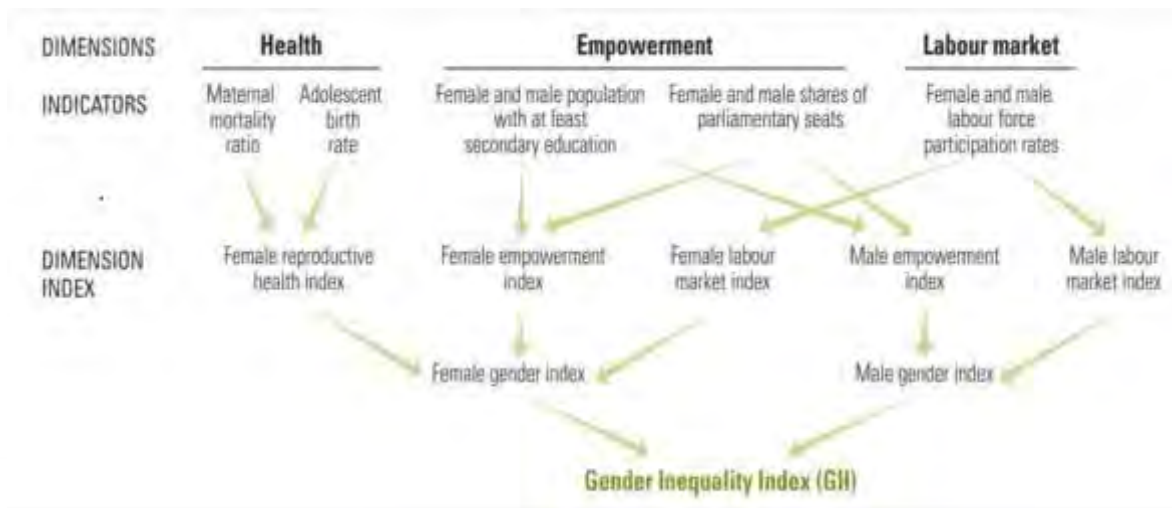 DIMENSIONS Health Empowerment Labour market
INDICATORS
Maternal
mortality
ratio
Adolescent
birth
rate
Female and male population
with at least
secondary education
Female and male shares of
parliamentary seats
Female and male
labour force
participation rates
DIMENSION
INDEX
Female reproductive
health index
Female empowerment
index
Female labour
market index
Male empowerment
index
Male labour
market index
Female gender index
Male gender index
Gender Inequality Index (GII)